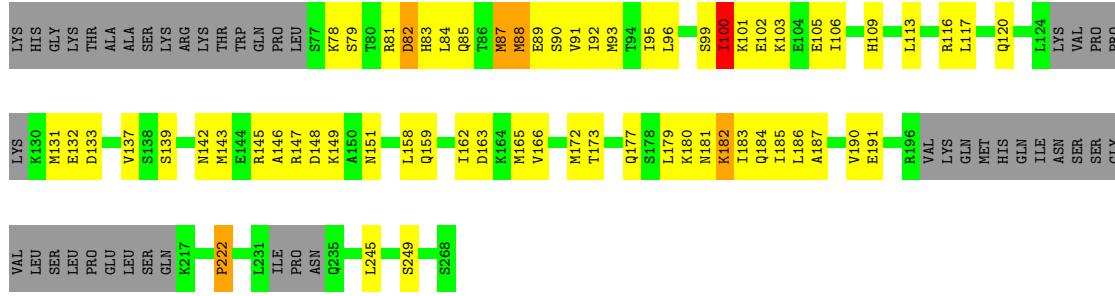 LYS HIS GLY LYS THR ALA ALA SER LYS ARG LYS THR TRP GLN PRO LEU S77 K78 S79 T80 R81 D82 H83 L84 Q85 T86 M87 M88 E89 S90 V91 I92 M93 T94 I95 L96 S99 I100 K101 E102 K103 E104 E105 I106 H109 L113 R116 L117 Q120 L124 LYS VAL PRO PRO
LYS K130 M131 E132 D133 V137 S138 S139 N142 M143 E144 R145 A146 R147 D148 K149 A150 N151 L158 Q159 I162 D163 K164 M165 V166 M172 T173 Q177 S178 L179 K180 N181 K182 I183 Q184 I185 L186 A187 V190 E191 R196 VAL LYS GLN MET HIS GLN ILE ASN SER SER GLY
VAL LEU SER LEU PRO GLU LEU SER GLN K217 P222 L231 ILE PRO ASN Q235 L245 S249 S268